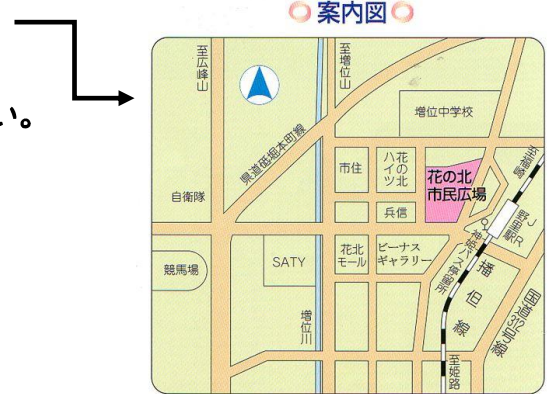 案内図
い。
至広峰山
至増位山
増位中学校
県道砥堀本町線
市住
花の北
ハイツ
花の北
市民広場
至福崎
自衛隊
兵信
JR
野里駅
神姫バス停留所
競馬場
SATY
花北
モール
ビーナス
ギャラリー
播但線
国道312号線
増位川
至姫路